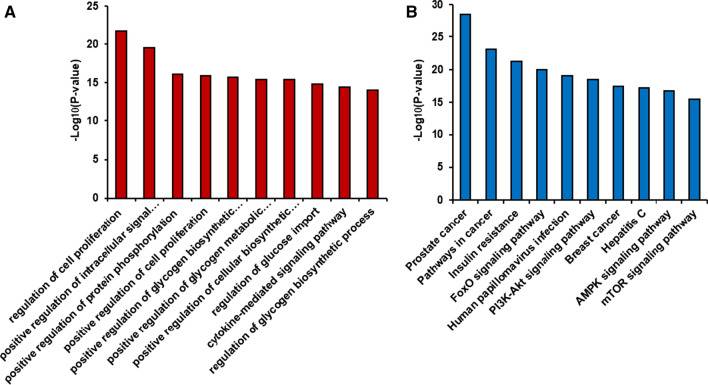 A
-Log10(P-value)
25
20
15
10
5
0
regulation of cell proliferation
positive regulation of intracellular signal...
positive regulation of protein phosphorylation
positive regulation of cell proliferation
positive regulation of glycogen biosynthetic...
positive regulation of glycogen metabolic...
positive regulation of cellular biosynthetic...
regulation of glucose import
cytokine-mediated signaling pathway
regulation of glycogen biosynthetic process
B
-Log10(P-value)
30
25
20
15
10
5
0
Prostate cancer
Pathways in cancer
Insulin resistance
FoxO signaling pathway
Human papillomavirus infection
PI3K-Akt signaling pathway
Breast cancer
Hepatitis C
AMPK signaling pathway
mTOR signaling pathway